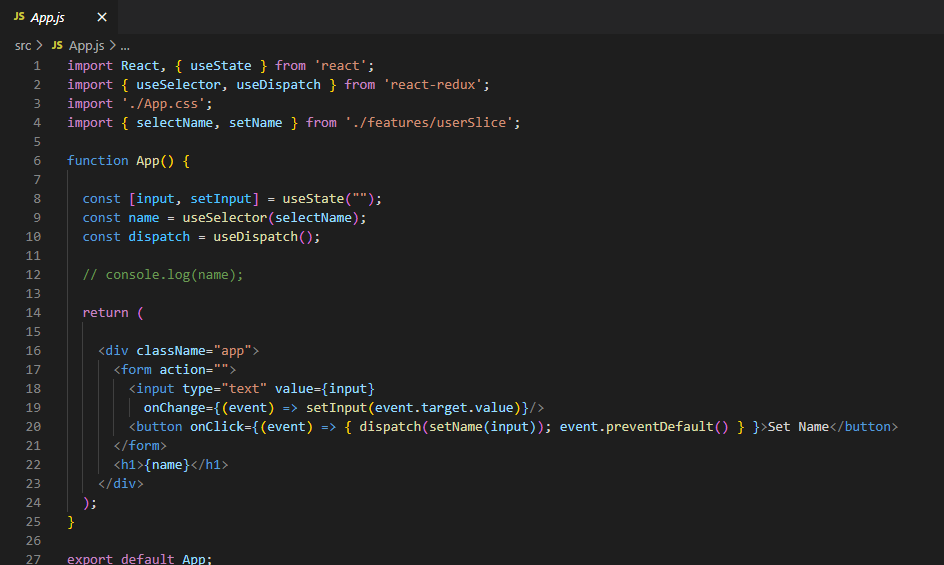 JS App.js ×
src > JS App.js > ...
1 import React, { useState } from 'react';
2 import { useSelector, useDispatch } from 'react-redux';
3 import './App.css';
4 import { selectName, setName } from './features/userSlice';
5
6 function App() {
7
8   const [input, setInput] = useState("");
9   const name = useSelector(selectName);
10   const dispatch = useDispatch();
11
12   // console.log(name);
13
14   return (
15
16     <div className="app">
17       <form action="">
18         <input type="text" value={input}
19           onChange={(event) => setInput(event.target.value)}/>
20         <button onClick={(event) => { dispatch(setName(input)); event.preventDefault() } }>Set Name</button>
21       </form>
22       <h1>{name}</h1>
23     </div>
24   );
25 }
26
27 export default App;